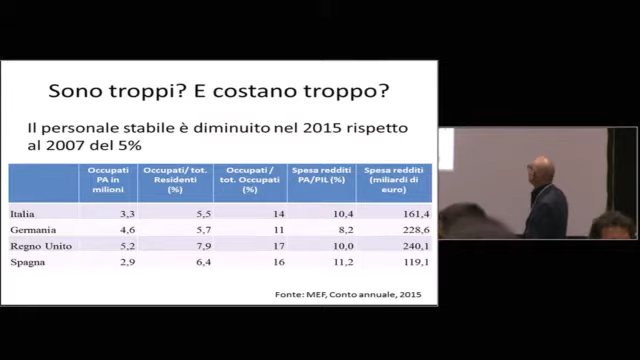 Sono troppi? E costano troppo?
Il personale stabile è diminuito nel 2015 rispetto
al 2007 del 5%
Occupati PA in milioni | Occupati/ tot. Residenti (%) | Occupati / tot. Occupati (%) | Spesa redditi PA/PIL (%) | Spesa redditi (miliardi di euro)
Italia 3,3 5,5 14 10,4 161,4
Germania 4,6 5,7 11 8,2 228,6
Regno Unito 5,2 7,9 17 10,0 240,1
Spagna 2,9 6,4 16 11,2 119,1
Fonte: MEF, Conto annuale, 2015